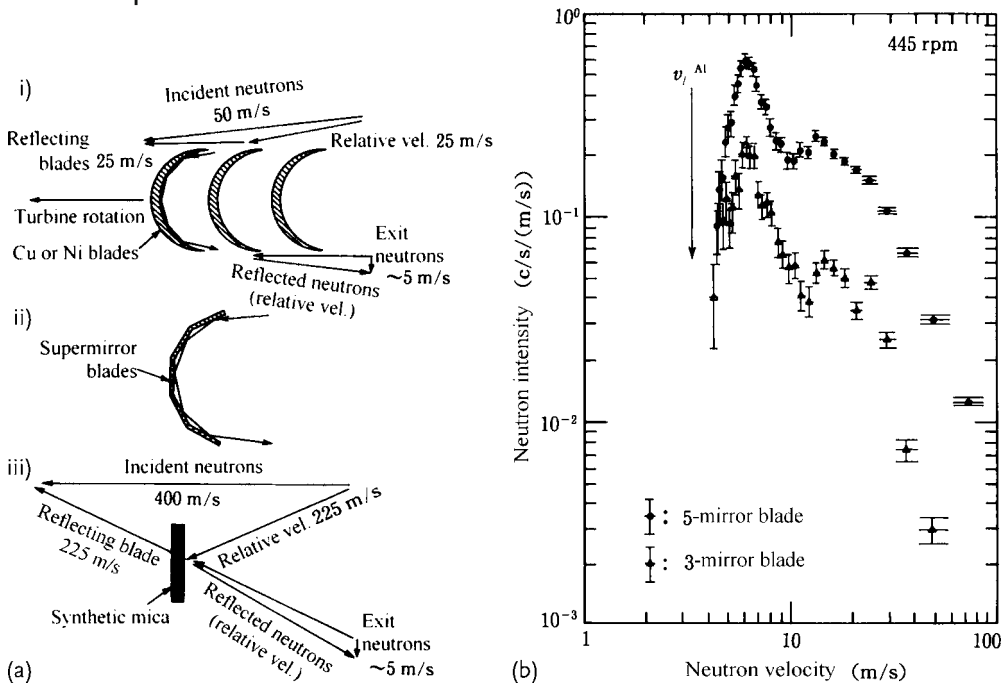 i)
Incident neutrons
50 m/s
Reflecting
blades 25 m/s
Relative vel. 25 m/s
Turbine rotation
Cu or Ni blades
Exit
neutrons
~5 m/s
Reflected neutrons
(relative vel.)
ii)
Supermirror
blades
iii)
Incident neutrons
400 m/s
Reflecting blade
225 m/s
Relative vel. 225 m/s
Synthetic mica
Reflected neutrons
(relative vel.)
Exit
neutrons
~5 m/s
(a)
10⁰
445 rpm
vₗ Al
10⁻¹
10⁻²
10⁻³
Neutron intensity (c/s/(m/s))
5-mirror blade
3-mirror blade
1
10
100
Neutron velocity (m/s)
(b)